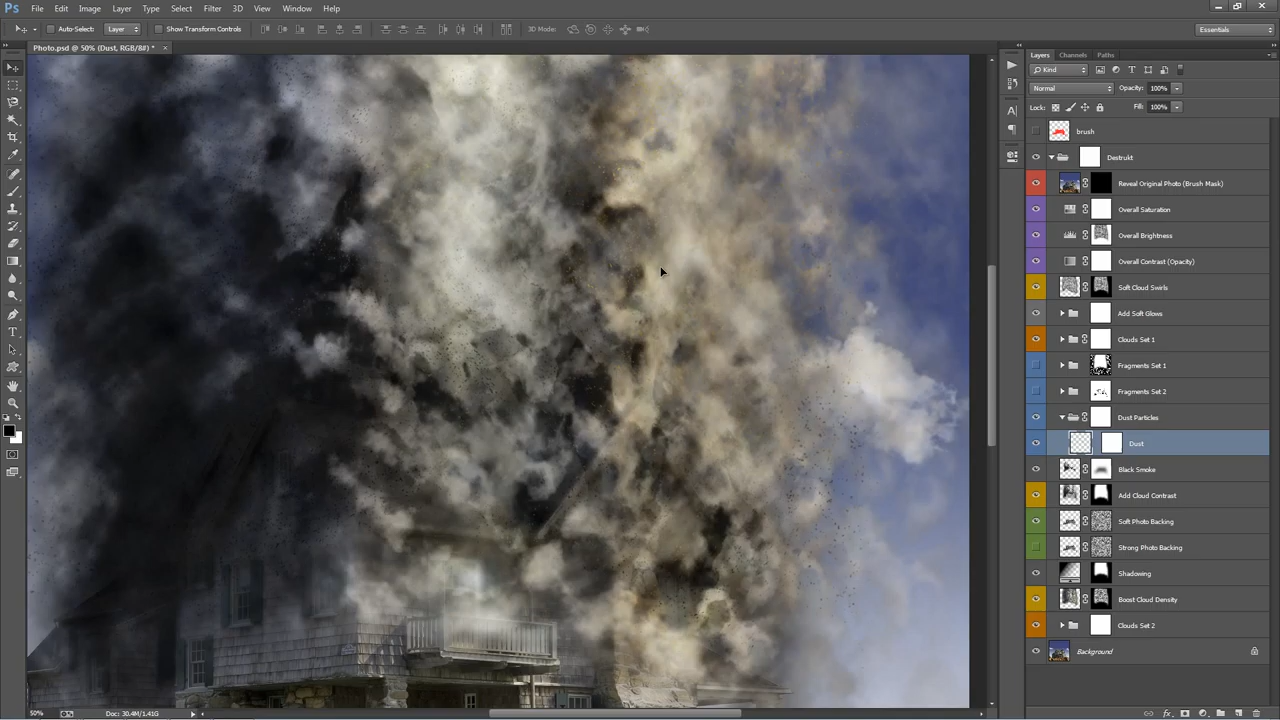 Ps File Edit Image Layer Type Select Filter 3D View Window Help
Auto-Select: Layer Show Transform Controls 3D Mode: Essentials
Photo.psd @ 50% (Dust, RGB/8#) *
Layers Channels Paths
Kind
Normal Opacity: 100%
Lock: Fill: 100%
brush
Destrukt
Reveal Original Photo (Brush Mask)
Overall Saturation
Overall Brightness
Overall Contrast (Opacity)
Soft Cloud Swirls
Add Soft Glows
Clouds Set 1
Fragments Set 1
Fragments Set 2
Dust Particles
Dust
Black Smoke
Add Cloud Contrast
Soft Photo Backing
Strong Photo Backing
Shadowing
Boost Cloud Density
Clouds Set 2
Background
50% Doc: 30.4M/1.41G